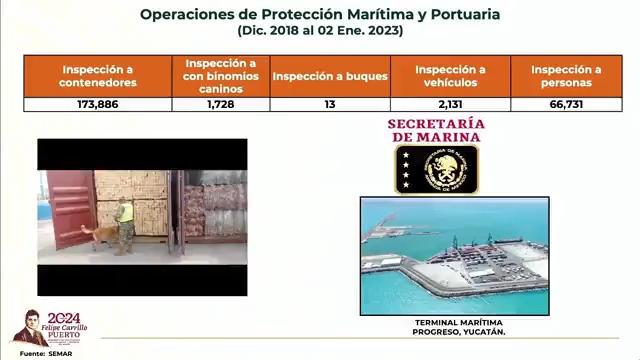 Operaciones de Protección Marítima y Portuaria
(Dic. 2018 al 02 Ene. 2023)
Inspección a contenedores
Inspección a con binomios caninos
Inspección a buques
Inspección a vehículos
Inspección a personas
173,886
1,728
13
2,131
66,731
SECRETARÍA
DE MARINA
TERMINAL MARÍTIMA
PROGRESO, YUCATÁN.
2024
Felipe Carrillo
PUERTO
Fuente: SEMAR